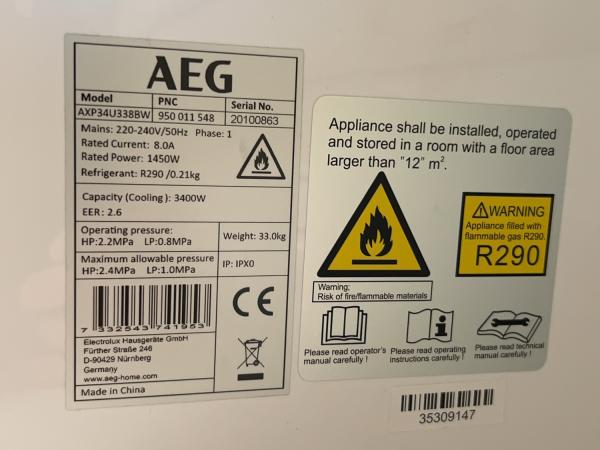 AEG
Model PNC Serial No.
AXP34U338BW 950 011 548 20100863
Mains: 220-240V/50Hz Phase: 1
Rated Current: 8.0A
Rated Power: 1450W
Refrigerant: R290 /0.21kg
Capacity (Cooling) : 3400W
EER: 2.6
Operating pressure:
HP:2.2MPa LP:0.8MPa
Weight: 33.0kg
Maximum allowable pressure
HP:2.4MPa LP:1.0MPa
IP: IPX0
7 332543 741953
CE
Electrolux Hausgeräte GmbH
Fürther Straße 246
D-90429 Nürnberg
Germany
www.aeg-home.com
Made in China
Appliance shall be installed, operated
and stored in a room with a floor area
larger than "12" m².
WARNING
Appliance filled with
flammable gas R290.
R290
Warning;
Risk of fire/flammable materials
Please read operator's
manual carefully !
Please read operating
instructions carefully !
Please read technical
manual carefully !
35309147